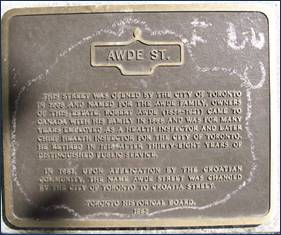 AWDE ST.
THIS STREET WAS OPENED BY THE CITY OF TORONTO
IN AND NAMED FOR THE AWDE FAMILY, OWNERS
OF THIS ESTATE. ROBERT AWDE CAME TO
CANADA WITH HIS FAMILY IN AND WAS FOR MANY
YEARS EMPLOYED AS A HEALTH INSPECTOR AND LATER
CHIEF HEALTH INSPECTOR FOR THE CITY OF TORONTO.
HE RETIRED IN AFTER THIRTY-EIGHT YEARS OF
DISTINGUISHED PUBLIC SERVICE.
IN UPON APPLICATION BY THE CROATIAN
COMMUNITY, THE NAME AWDE STREET WAS CHANGED
BY THE CITY OF TORONTO TO CROATIA STREET.
TORONTO HISTORICAL BOARD,